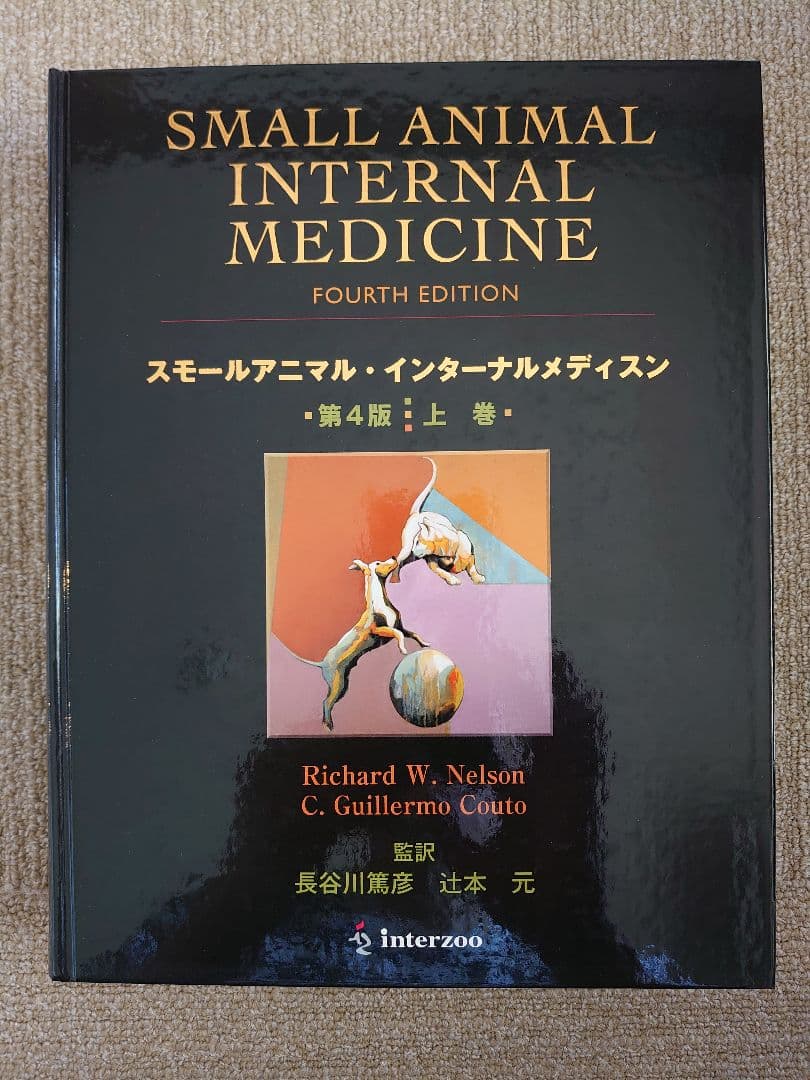 SMALL ANIMAL
INTERNAL
MEDICINE
FOURTH EDITION
スモールアニマル・インターナルメディスン
第4版 上 巻
Richard W. Nelson
C. Guillermo Couto
監訳
長谷川篤彦 辻本 元
interzoo